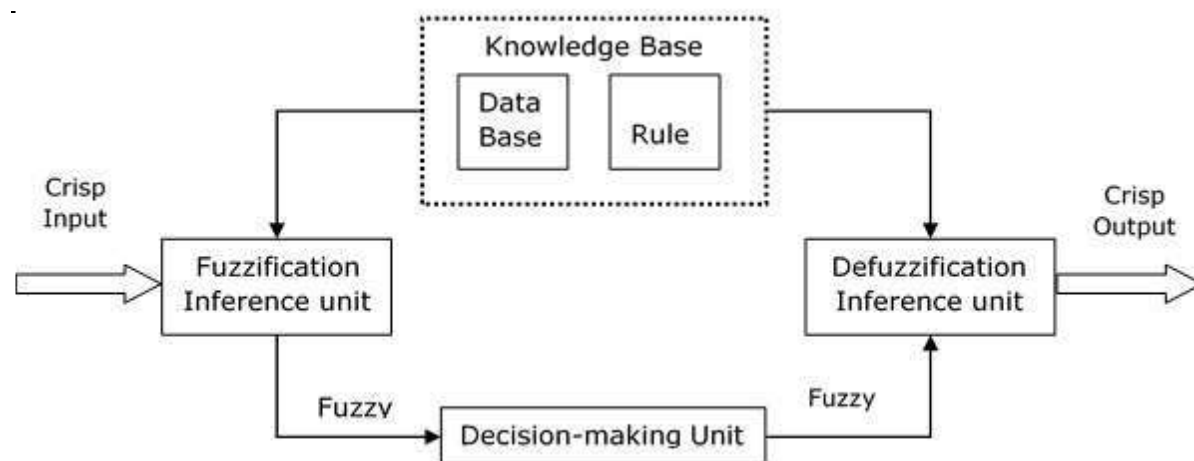 Knowledge Base
Data
Base
Rule
Crisp
Input
Crisp
Output
Fuzzification
Inference unit
Defuzzification
Inference unit
Fuzzy
Fuzzy
Decision-making Unit